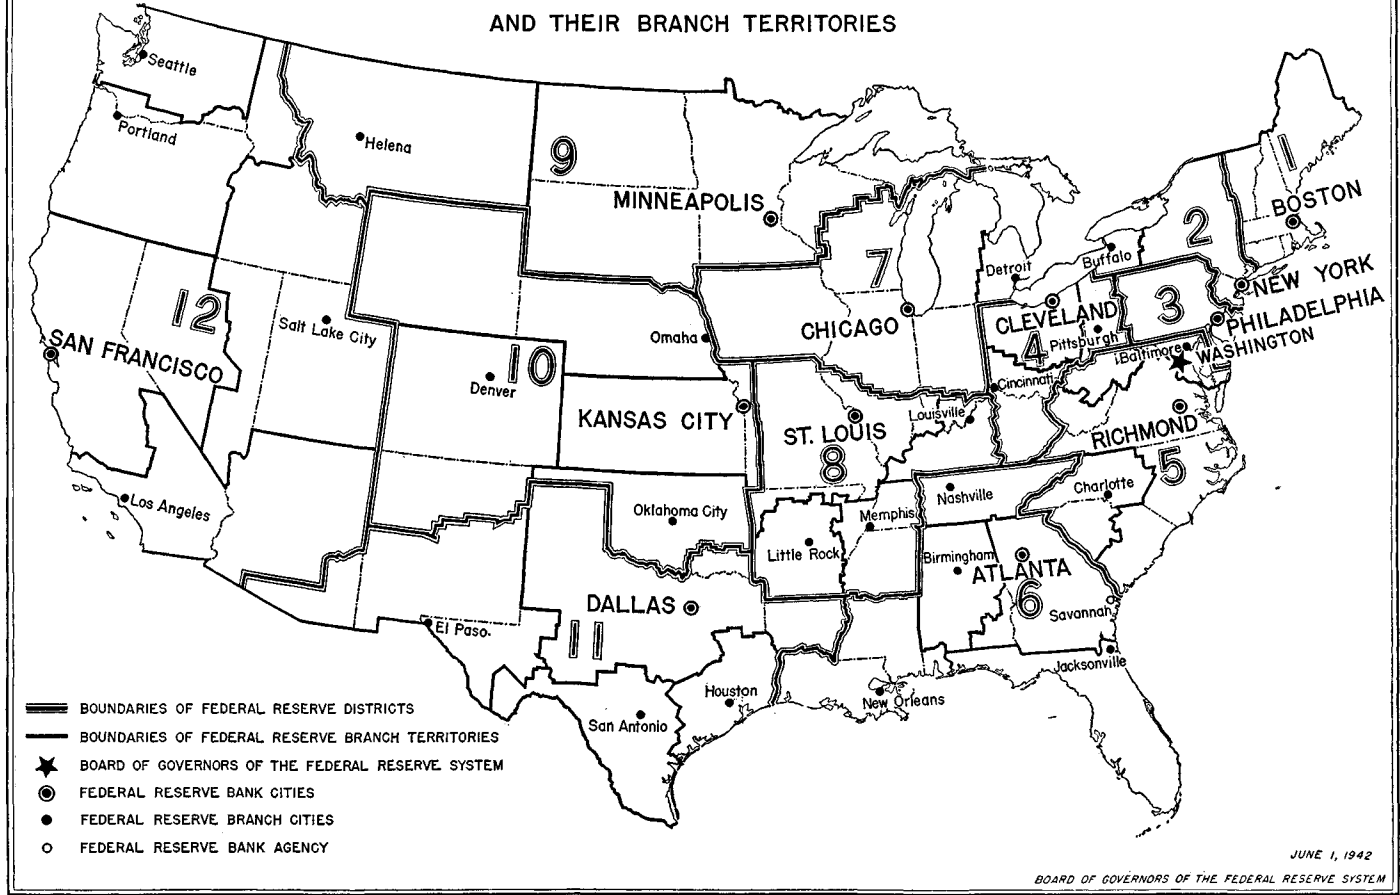 AND THEIR BRANCH TERRITORIES
Seattle
Portland
Helena
9
MINNEAPOLIS
1
BOSTON
2
Buffalo
NEW YORK
7
Detroit
3
PHILADELPHIA
12
Salt Lake City
SAN FRANCISCO
Omaha
CHICAGO
CLEVELAND
4
Pittsburgh
Baltimore
WASHINGTON
10
Denver
Cincinnati
KANSAS CITY
ST. LOUIS
8
Louisville
RICHMOND
5
Los Angeles
Oklahoma City
Nashville
Charlotte
Memphis
Little Rock
Birmingham
ATLANTA
6
Savannah
DALLAS
11
El Paso.
Jacksonville
Houston
New Orleans
San Antonio
BOUNDARIES OF FEDERAL RESERVE DISTRICTS
BOUNDARIES OF FEDERAL RESERVE BRANCH TERRITORIES
BOARD OF GOVERNORS OF THE FEDERAL RESERVE SYSTEM
FEDERAL RESERVE BANK CITIES
FEDERAL RESERVE BRANCH CITIES
FEDERAL RESERVE BANK AGENCY
JUNE 1, 1942
BOARD OF GOVERNORS OF THE FEDERAL RESERVE SYSTEM